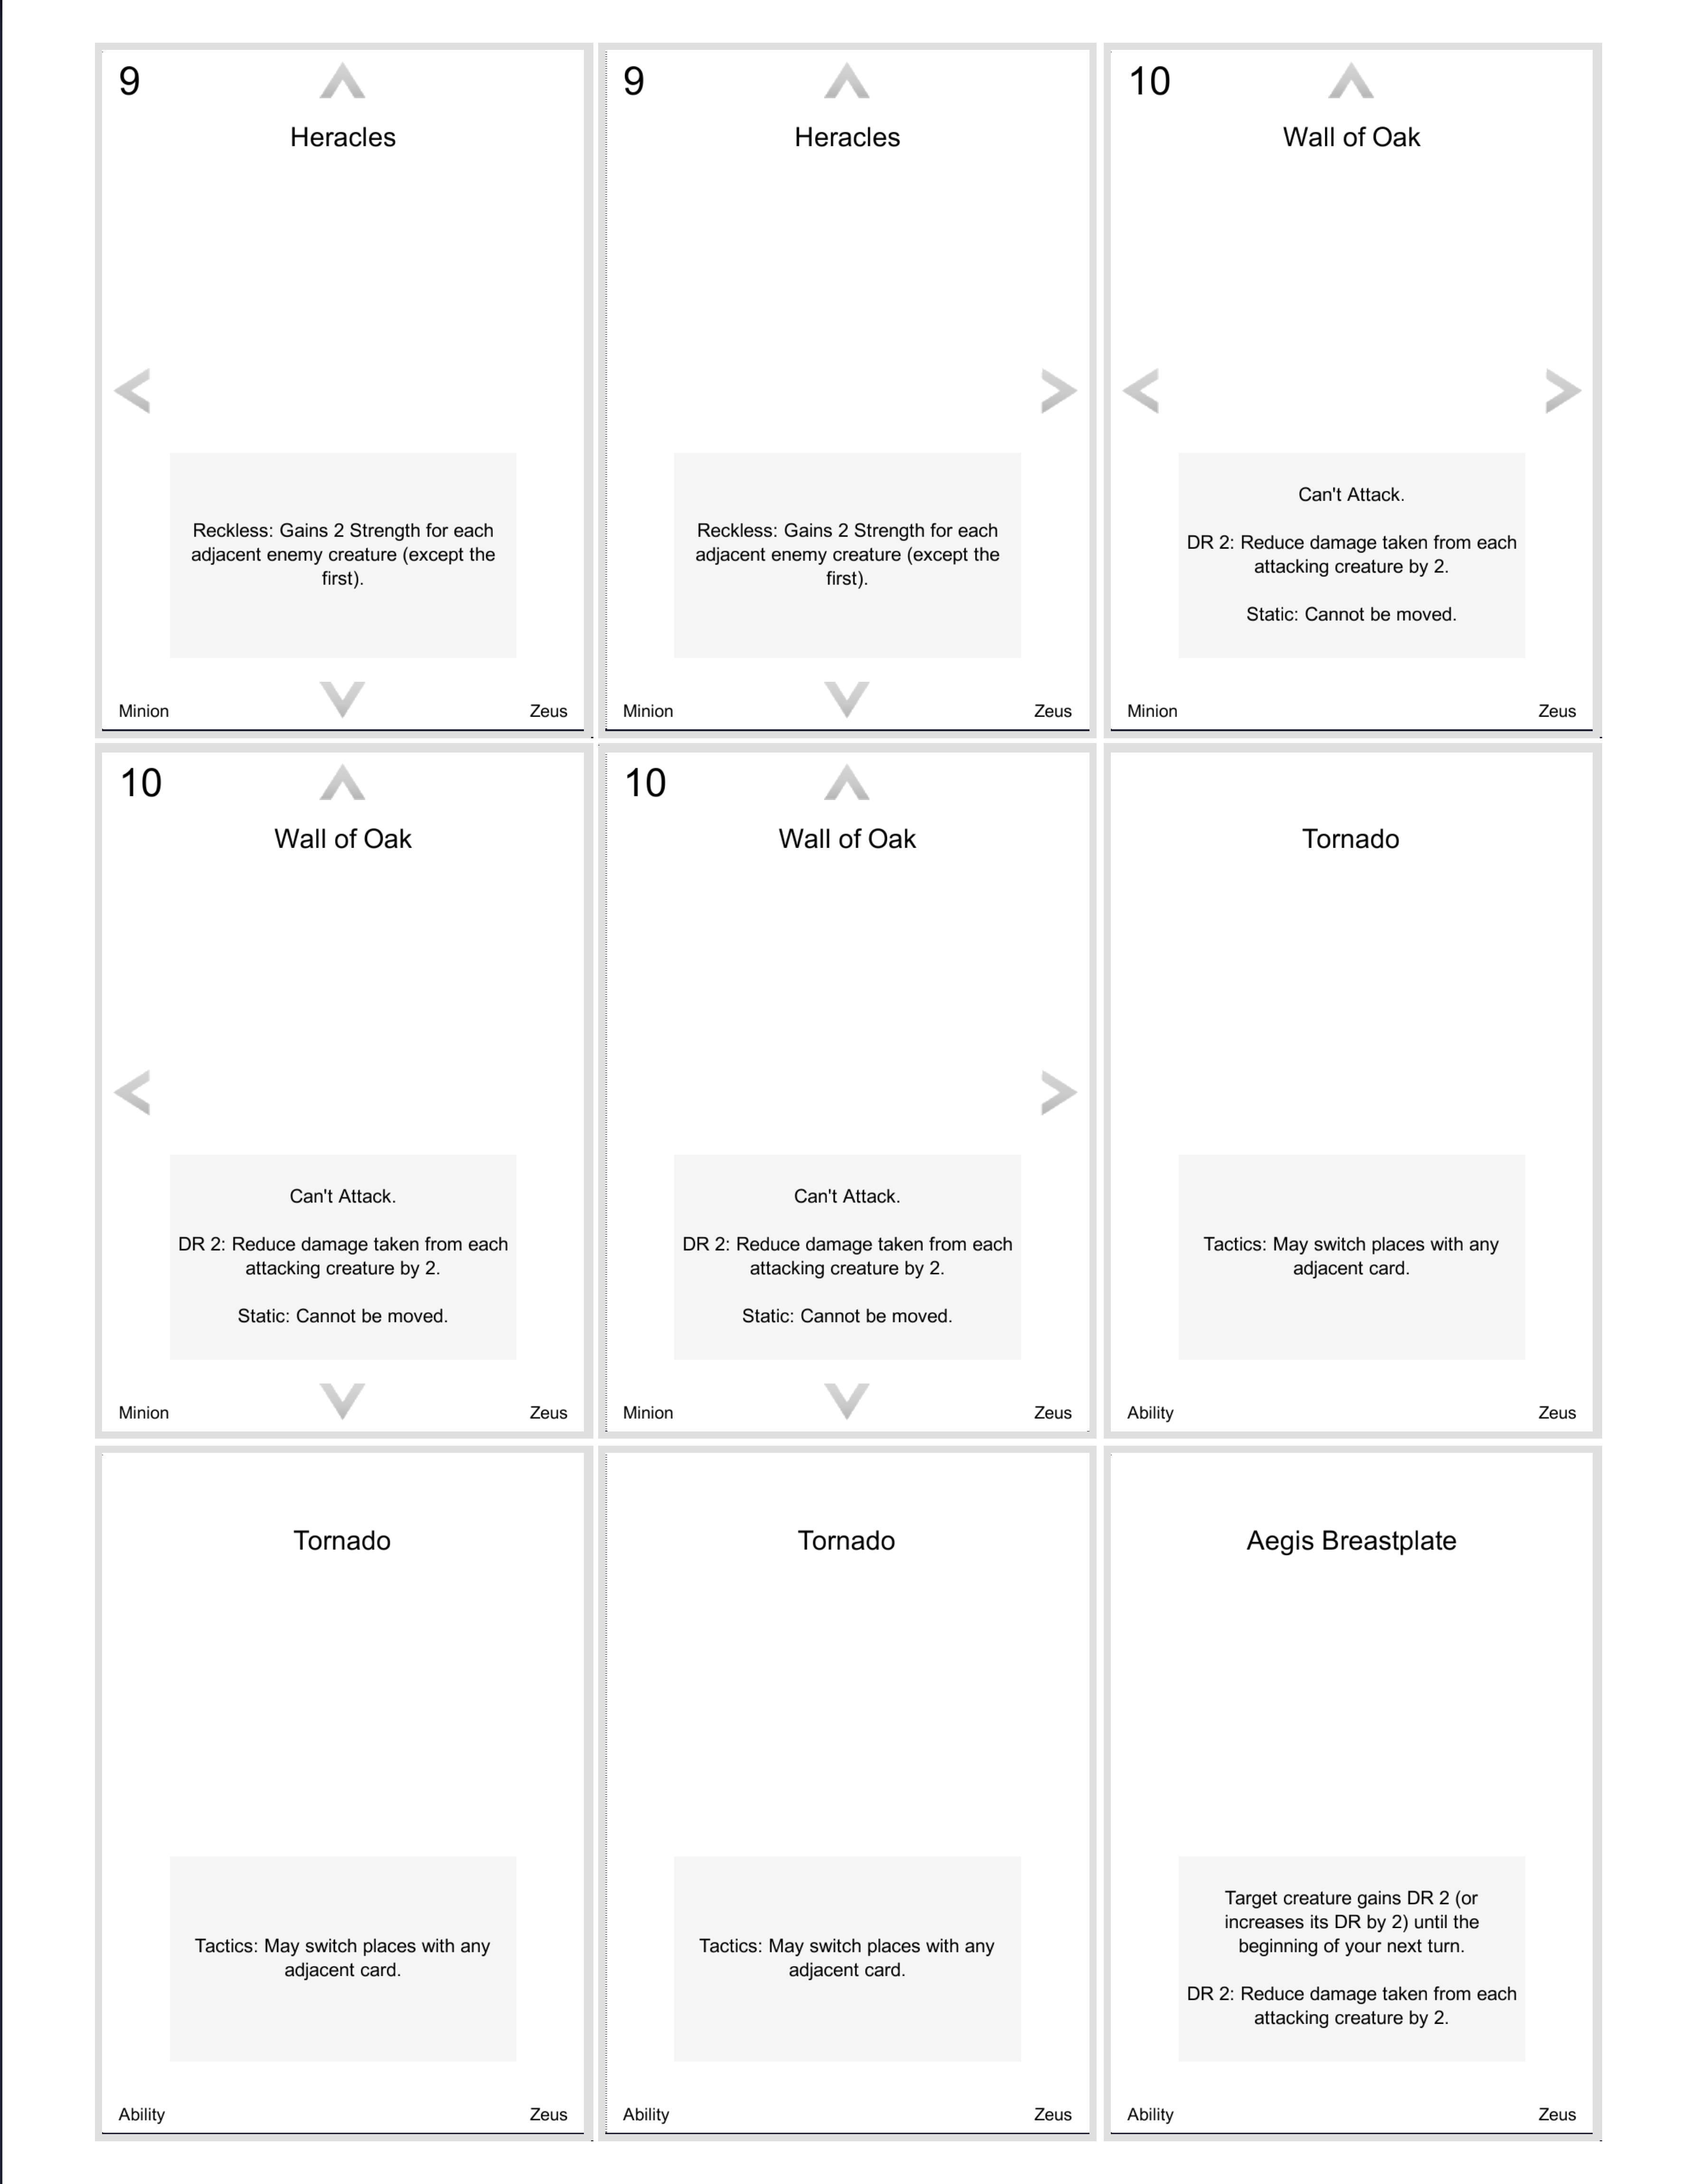 9
Heracles
Reckless: Gains 2 Strength for each
adjacent enemy creature (except the
first).
Minion
Zeus
9
Heracles
Reckless: Gains 2 Strength for each
adjacent enemy creature (except the
first).
Minion
Zeus
10
Wall of Oak
Can't Attack.
DR 2: Reduce damage taken from each
attacking creature by 2.
Static: Cannot be moved.
Minion
Zeus
10
Wall of Oak
Can't Attack.
DR 2: Reduce damage taken from each
attacking creature by 2.
Static: Cannot be moved.
Minion
Zeus
10
Wall of Oak
Can't Attack.
DR 2: Reduce damage taken from each
attacking creature by 2.
Static: Cannot be moved.
Minion
Zeus
Tornado
Tactics: May switch places with any
adjacent card.
Ability
Zeus
Tornado
Tactics: May switch places with any
adjacent card.
Ability
Zeus
Tornado
Tactics: May switch places with any
adjacent card.
Ability
Zeus
Aegis Breastplate
Target creature gains DR 2 (or
increases its DR by 2) until the
beginning of your next turn.
DR 2: Reduce damage taken from each
attacking creature by 2.
Ability
Zeus